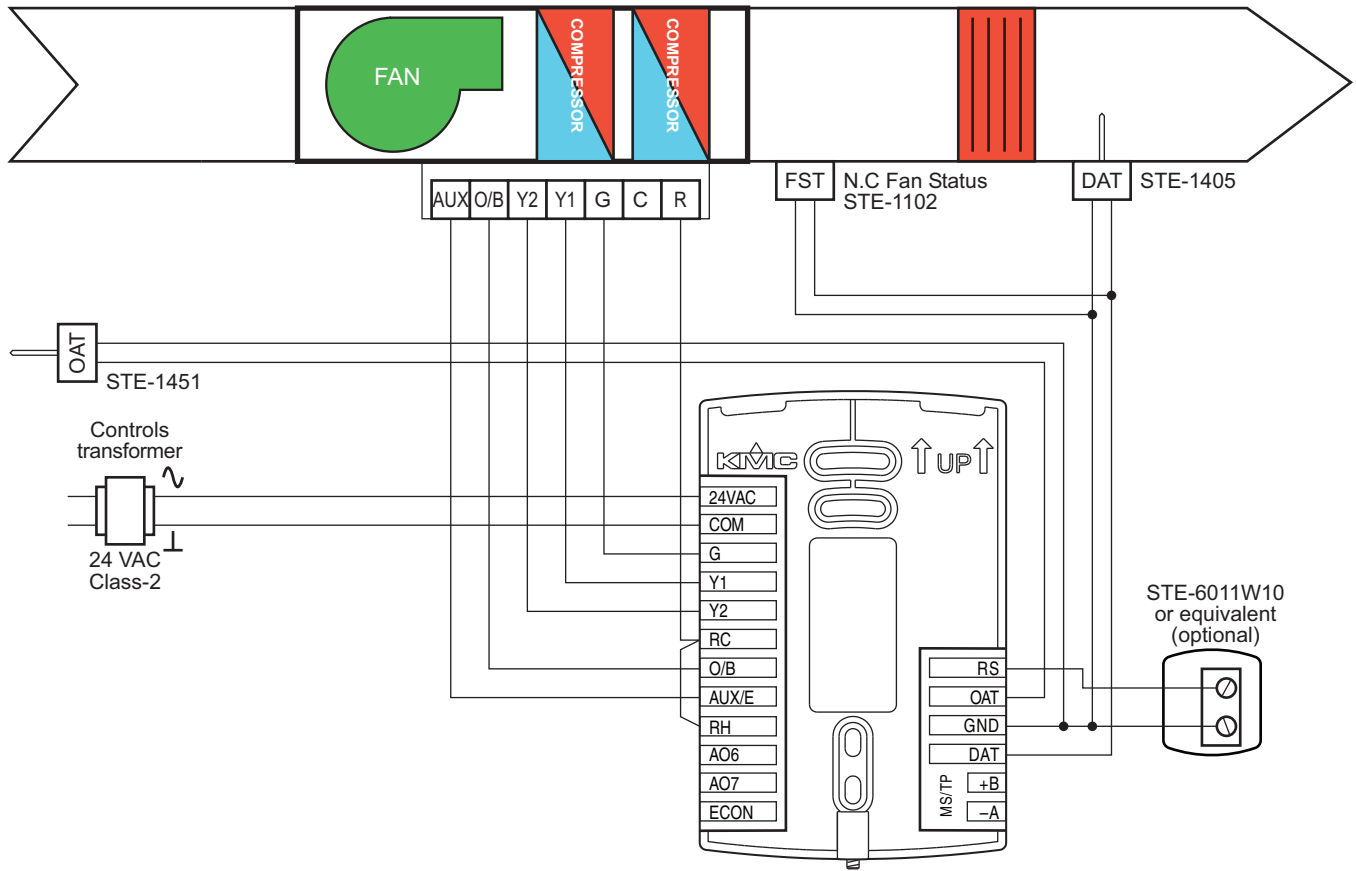 FAN
COMPRESSOR
COMPRESSOR
AUX O/B Y2 Y1 G C R
FST
N.C Fan Status
STE-1102
DAT
STE-1405
OAT
STE-1451
Controls
transformer
24 VAC
Class-2
KMC
UP
24VAC
COM
G
Y1
Y2
RC
O/B
AUX/E
RH
AO6
AO7
ECON
RS
OAT
GND
DAT
MS/TP
+B
–A
STE-6011W10
or equivalent
(optional)